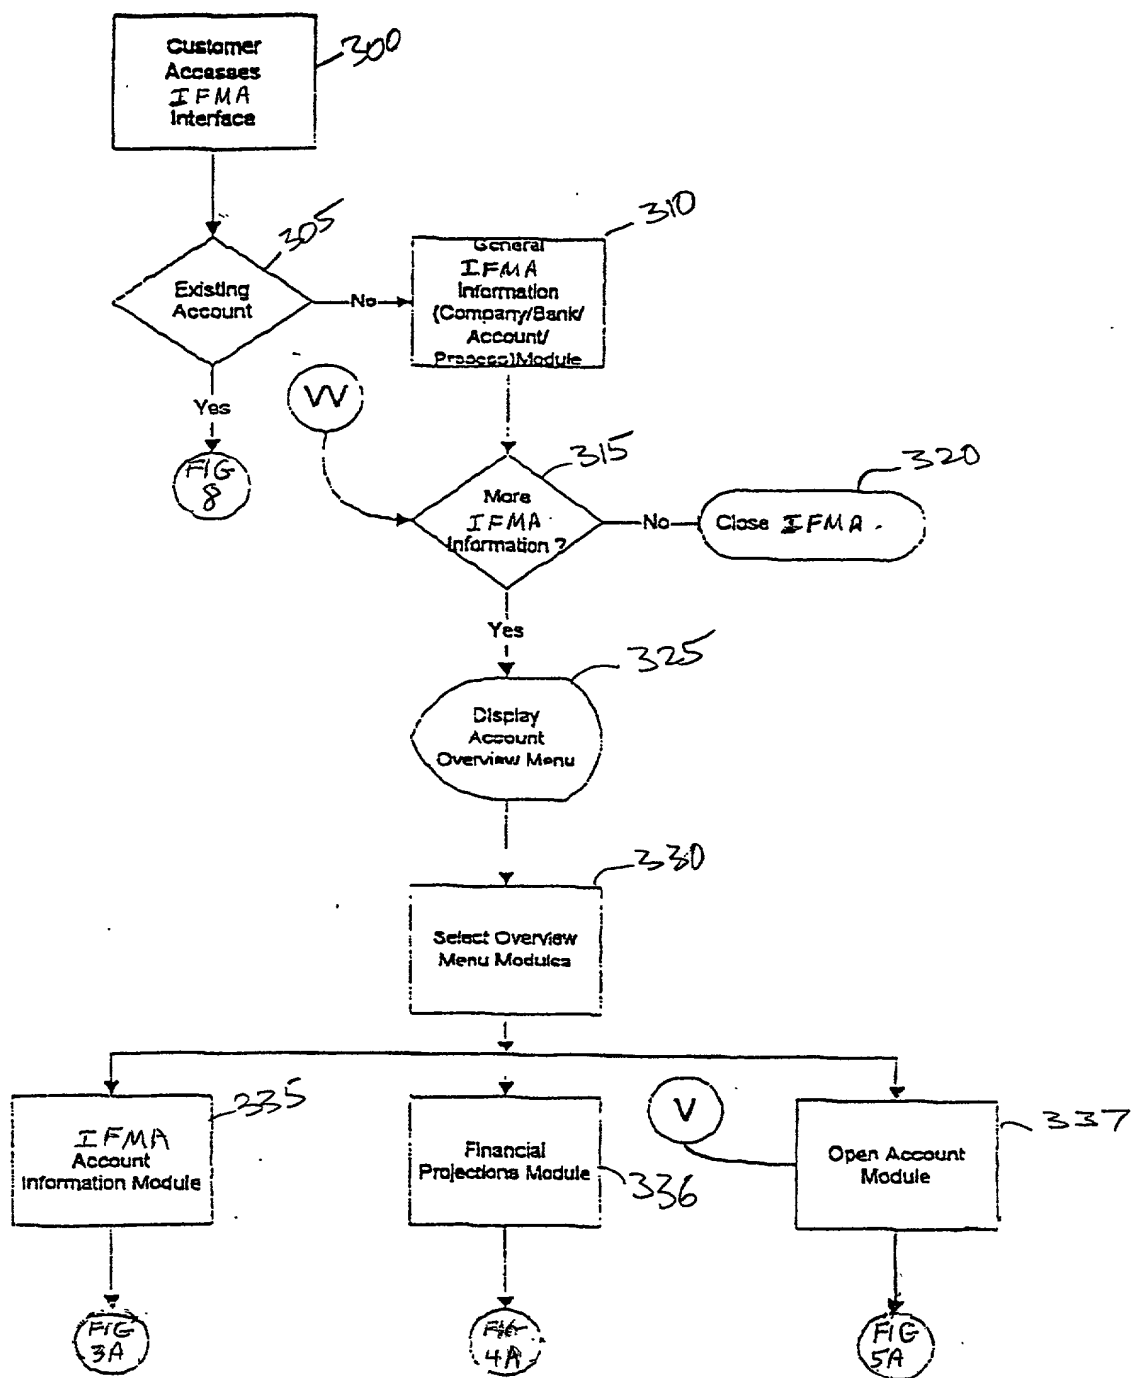 Customer
Accesses
IFMA
Interface
300
305
Existing
Account
No
310
General
IFMA
Information
(Company/Bank/
Account/
Process)Module
Yes
FIG
8
VV
315
More
IFMA
Information ?
No
320
Close IFMA.
Yes
325
Display
Account
Overview Menu
330
Select Overview
Menu Modules
335
IFMA
Account
Information Module
Financial
Projections Module
336
V
Open Account
Module
337
FIG
3A
FIG
4A
FIG
5A